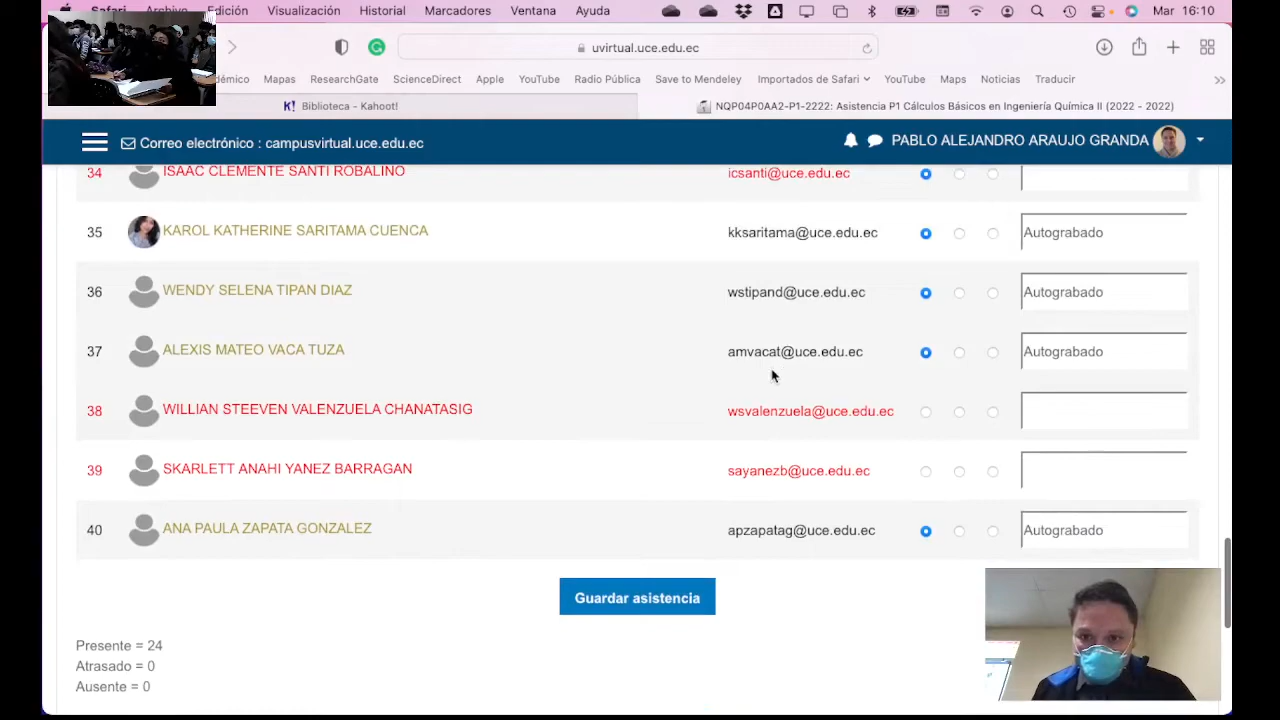 Safari Archivo Edición Visualización Historial Marcadores Ventana Ayuda Mar 16:10
uvirtual.uce.edu.ec
Mapas ResearchGate ScienceDirect Apple YouTube Radio Pública Save to Mendeley Importados de Safari YouTube Maps Noticias Traducir
K! Biblioteca - Kahoot! NQP04P0AA2-P1-2222: Asistencia P1 Cálculos Básicos en Ingeniería Química II (2022 - 2022)
Correo electrónico : campusvirtual.uce.edu.ec PABLO ALEJANDRO ARAUJO GRANDA
34 ISAAC CLEMENTE SANTI ROBALINO icsanti@uce.edu.ec
35 KAROL KATHERINE SARITAMA CUENCA kksaritama@uce.edu.ec Autograbado
36 WENDY SELENA TIPAN DIAZ wstipand@uce.edu.ec Autograbado
37 ALEXIS MATEO VACA TUZA amvacat@uce.edu.ec Autograbado
38 WILLIAN STEEVEN VALENZUELA CHANATASIG wsvalenzuela@uce.edu.ec
39 SKARLETT ANAHI YANEZ BARRAGAN sayanezb@uce.edu.ec
40 ANA PAULA ZAPATA GONZALEZ apzapatag@uce.edu.ec Autograbado
Guardar asistencia
Presente = 24
Atrasado = 0
Ausente = 0